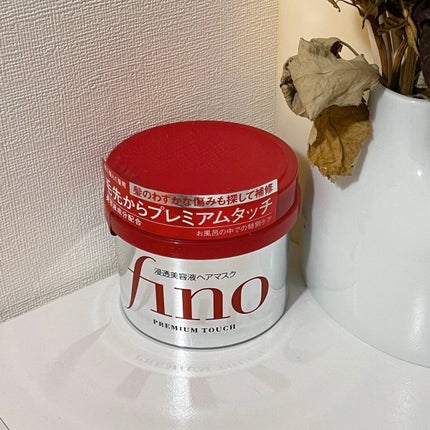 髪のわずかな傷みも探して補修
毛先からプレミアムタッチ
お風呂の中での特別ケア
浸透美容液ヘアマスク
fino
PREMIUM TOUCH